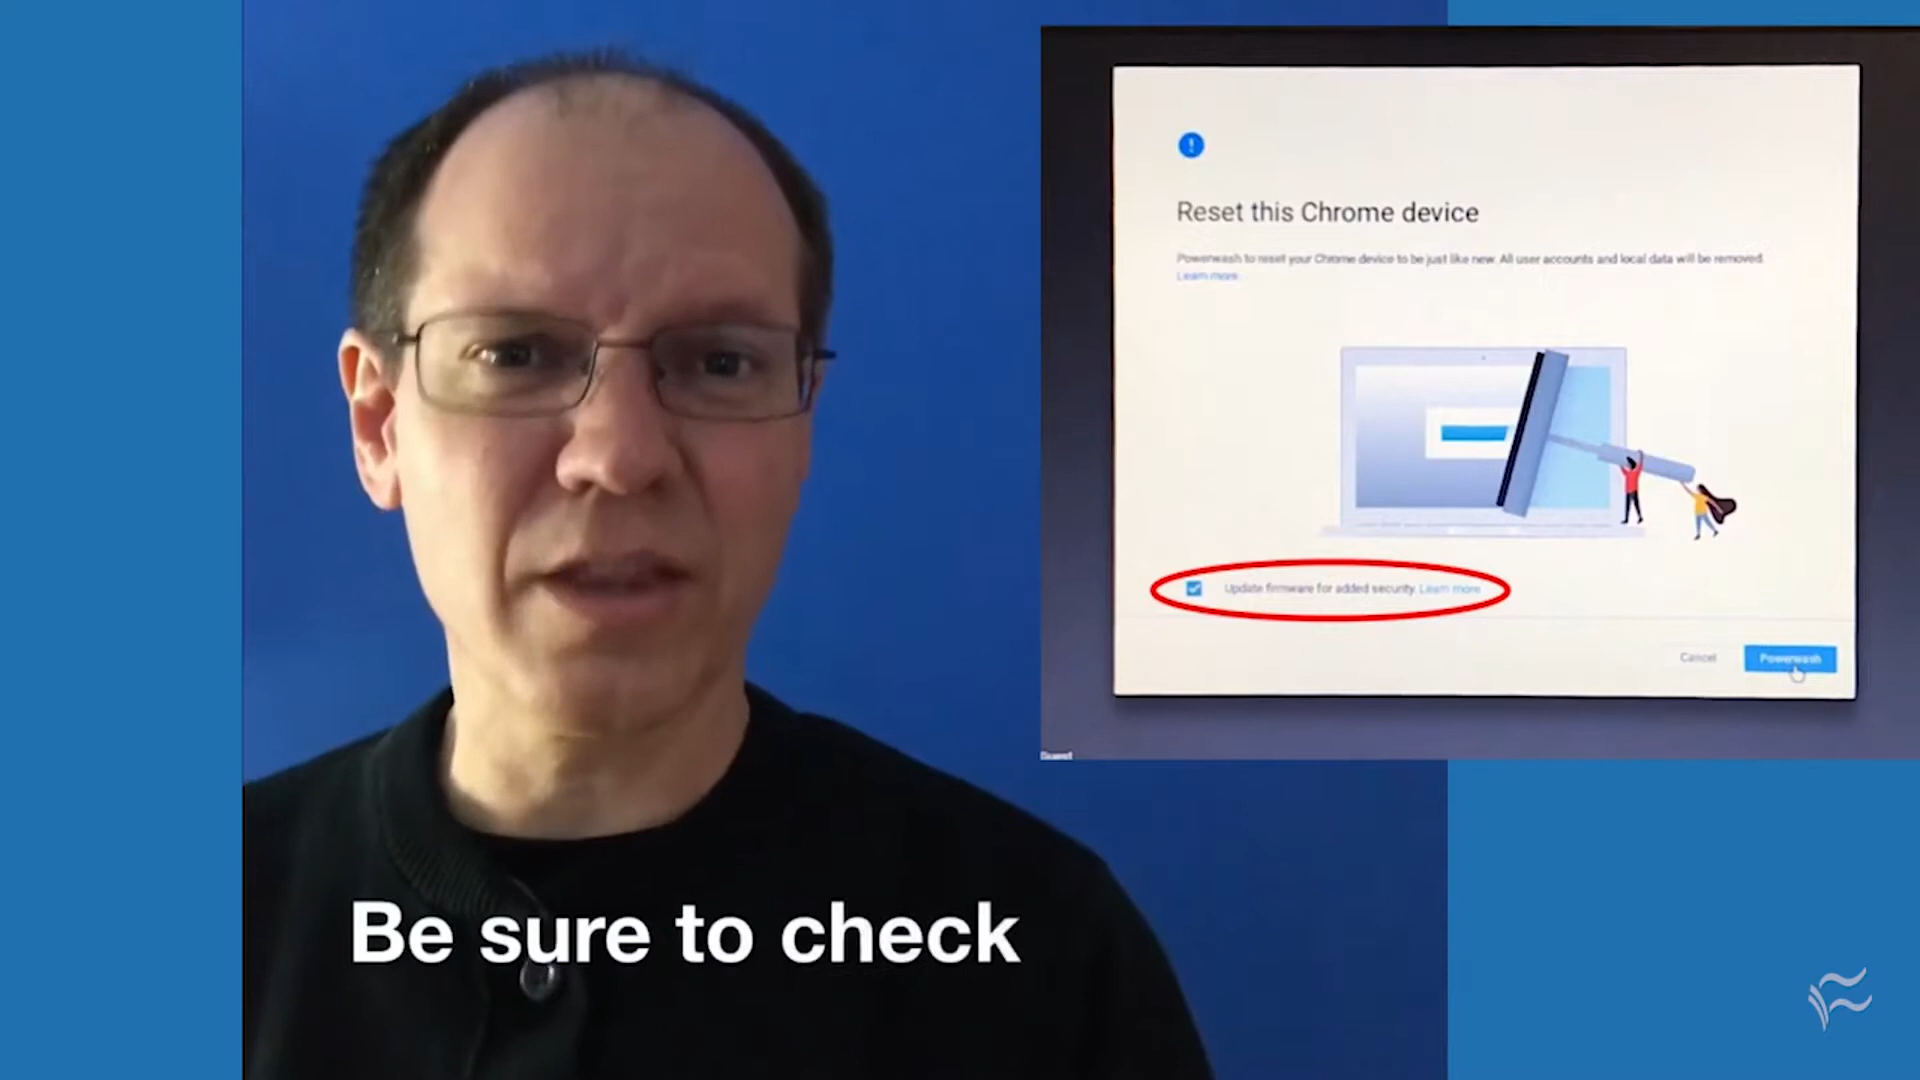 Reset this Chrome device
Powerwash to reset your Chrome device to be just like new. All user accounts and local data will be removed.
Learn more
Update firmware for added security. Learn more
Cancel
Powerwash
Guest
Be sure to check